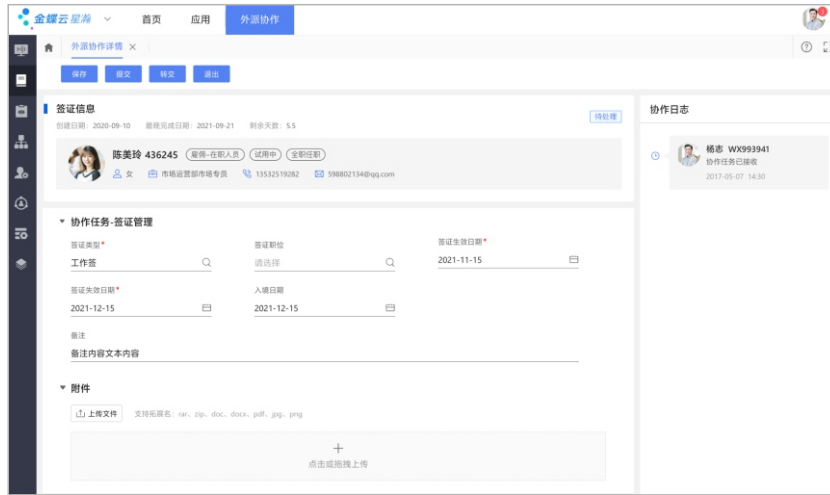 金蝶云星瀚 首页 应用 外派协作
外派协作详情
保存 提交 转交 退出
签证信息
创建日期：2020-09-10 最晚完成日期：2021-09-21 剩余天数：5.5
待处理
陈美玲 436245 雇佣-在职人员 试用中 全职任职
女 市场运营部市场专员 13532519282 598802134@qq.com
协作任务-签证管理
签证类型* 签证职位 签证生效日期*
工作签 请选择 2021-11-15
签证失效日期* 入境日期
2021-12-15 2021-12-15
备注
备注内容文本内容
附件
上传文件 支持拓展名：rar、zip、doc、docx、pdf、jpg、png
点击或拖拽上传
协作日志
杨志 WX993941
协作任务已接收
2017-05-07 14:30